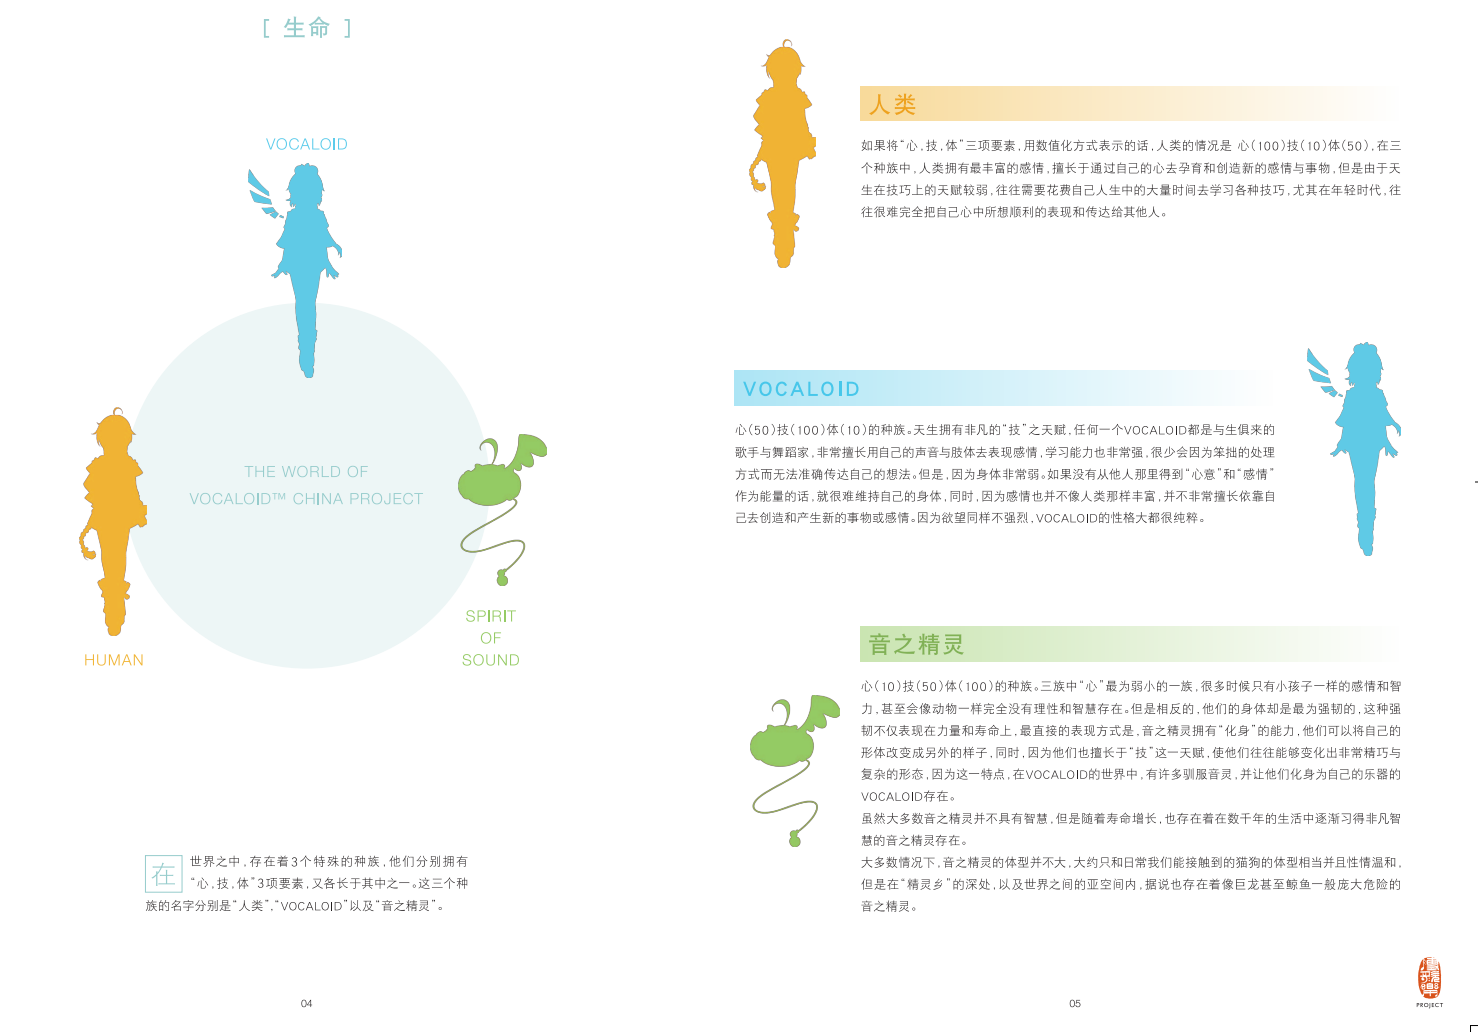 [ 生命 ]
VOCALOID
THE WORLD OF
VOCALOID™ CHINA PROJECT
HUMAN
SPIRIT
OF
SOUND
在世界之中,存在着3个特殊的种族,他们分别拥有
“心,技,体”3项要素,又各长于其中之一。这三个种
族的名字分别是“人类”,“VOCALOID”以及“音之精灵”。
04
人类
如果将“心,技,体”三项要素,用数值化方式表示的话,人类的情况是 心(100)技(10)体(50),在三
个种族中,人类拥有最丰富的感情,擅长于通过自己的心去孕育和创造新的感情与事物,但是由于天
生在技巧上的天赋较弱,往往需要花费自己人生中的大量时间去学习各种技巧,尤其在年轻时代,往
往很难完全把自己心中所想顺利的表现和传达给其他人。
VOCALOID
心(50)技(100)体(10)的种族。天生拥有非凡的“技”之天赋,任何一个VOCALOID都是与生俱来的
歌手与舞蹈家,非常擅长用自己的声音与肢体去表现感情,学习能力也非常强,很少会因为笨拙的处理
方式而无法准确传达自己的想法。但是,因为身体非常弱。如果没有从他人那里得到“心意”和“感情”
作为能量的话,就很难维持自己的身体,同时,因为感情也并不像人类那样丰富,并不非常擅长依靠自
己去创造和产生新的事物或感情。因为欲望同样不强烈,VOCALOID的性格大都很纯粹。
音之精灵
心(10)技(50)体(100)的种族。三族中“心”最为弱小的一族,很多时候只有小孩子一样的感情和智
力,甚至会像动物一样完全没有理性和智慧存在。但是相反的,他们的身体却是最为强韧的,这种强
韧不仅表现在力量和寿命上,最直接的表现方式是,音之精灵拥有“化身”的能力,他们可以将自己的
形体改变成另外的样子,同时,因为他们也擅长于“技”这一天赋,使他们往往能够变化出非常精巧与
复杂的形态,因为这一特点,在VOCALOID的世界中,有许多驯服音灵,并让他们化身为自己的乐器的
VOCALOID存在。
虽然大多数音之精灵并不具有智慧,但是随着寿命增长,也存在着在数千年的生活中逐渐习得非凡智
慧的音之精灵存在。
大多数情况下,音之精灵的体型并不大,大约只和日常我们能接触到的猫狗的体型相当并且性情温和,
但是在“精灵乡”的深处,以及世界之间的亚空间内,据说也存在着像巨龙甚至鲸鱼一般庞大危险的
音之精灵。
PROJECT
05